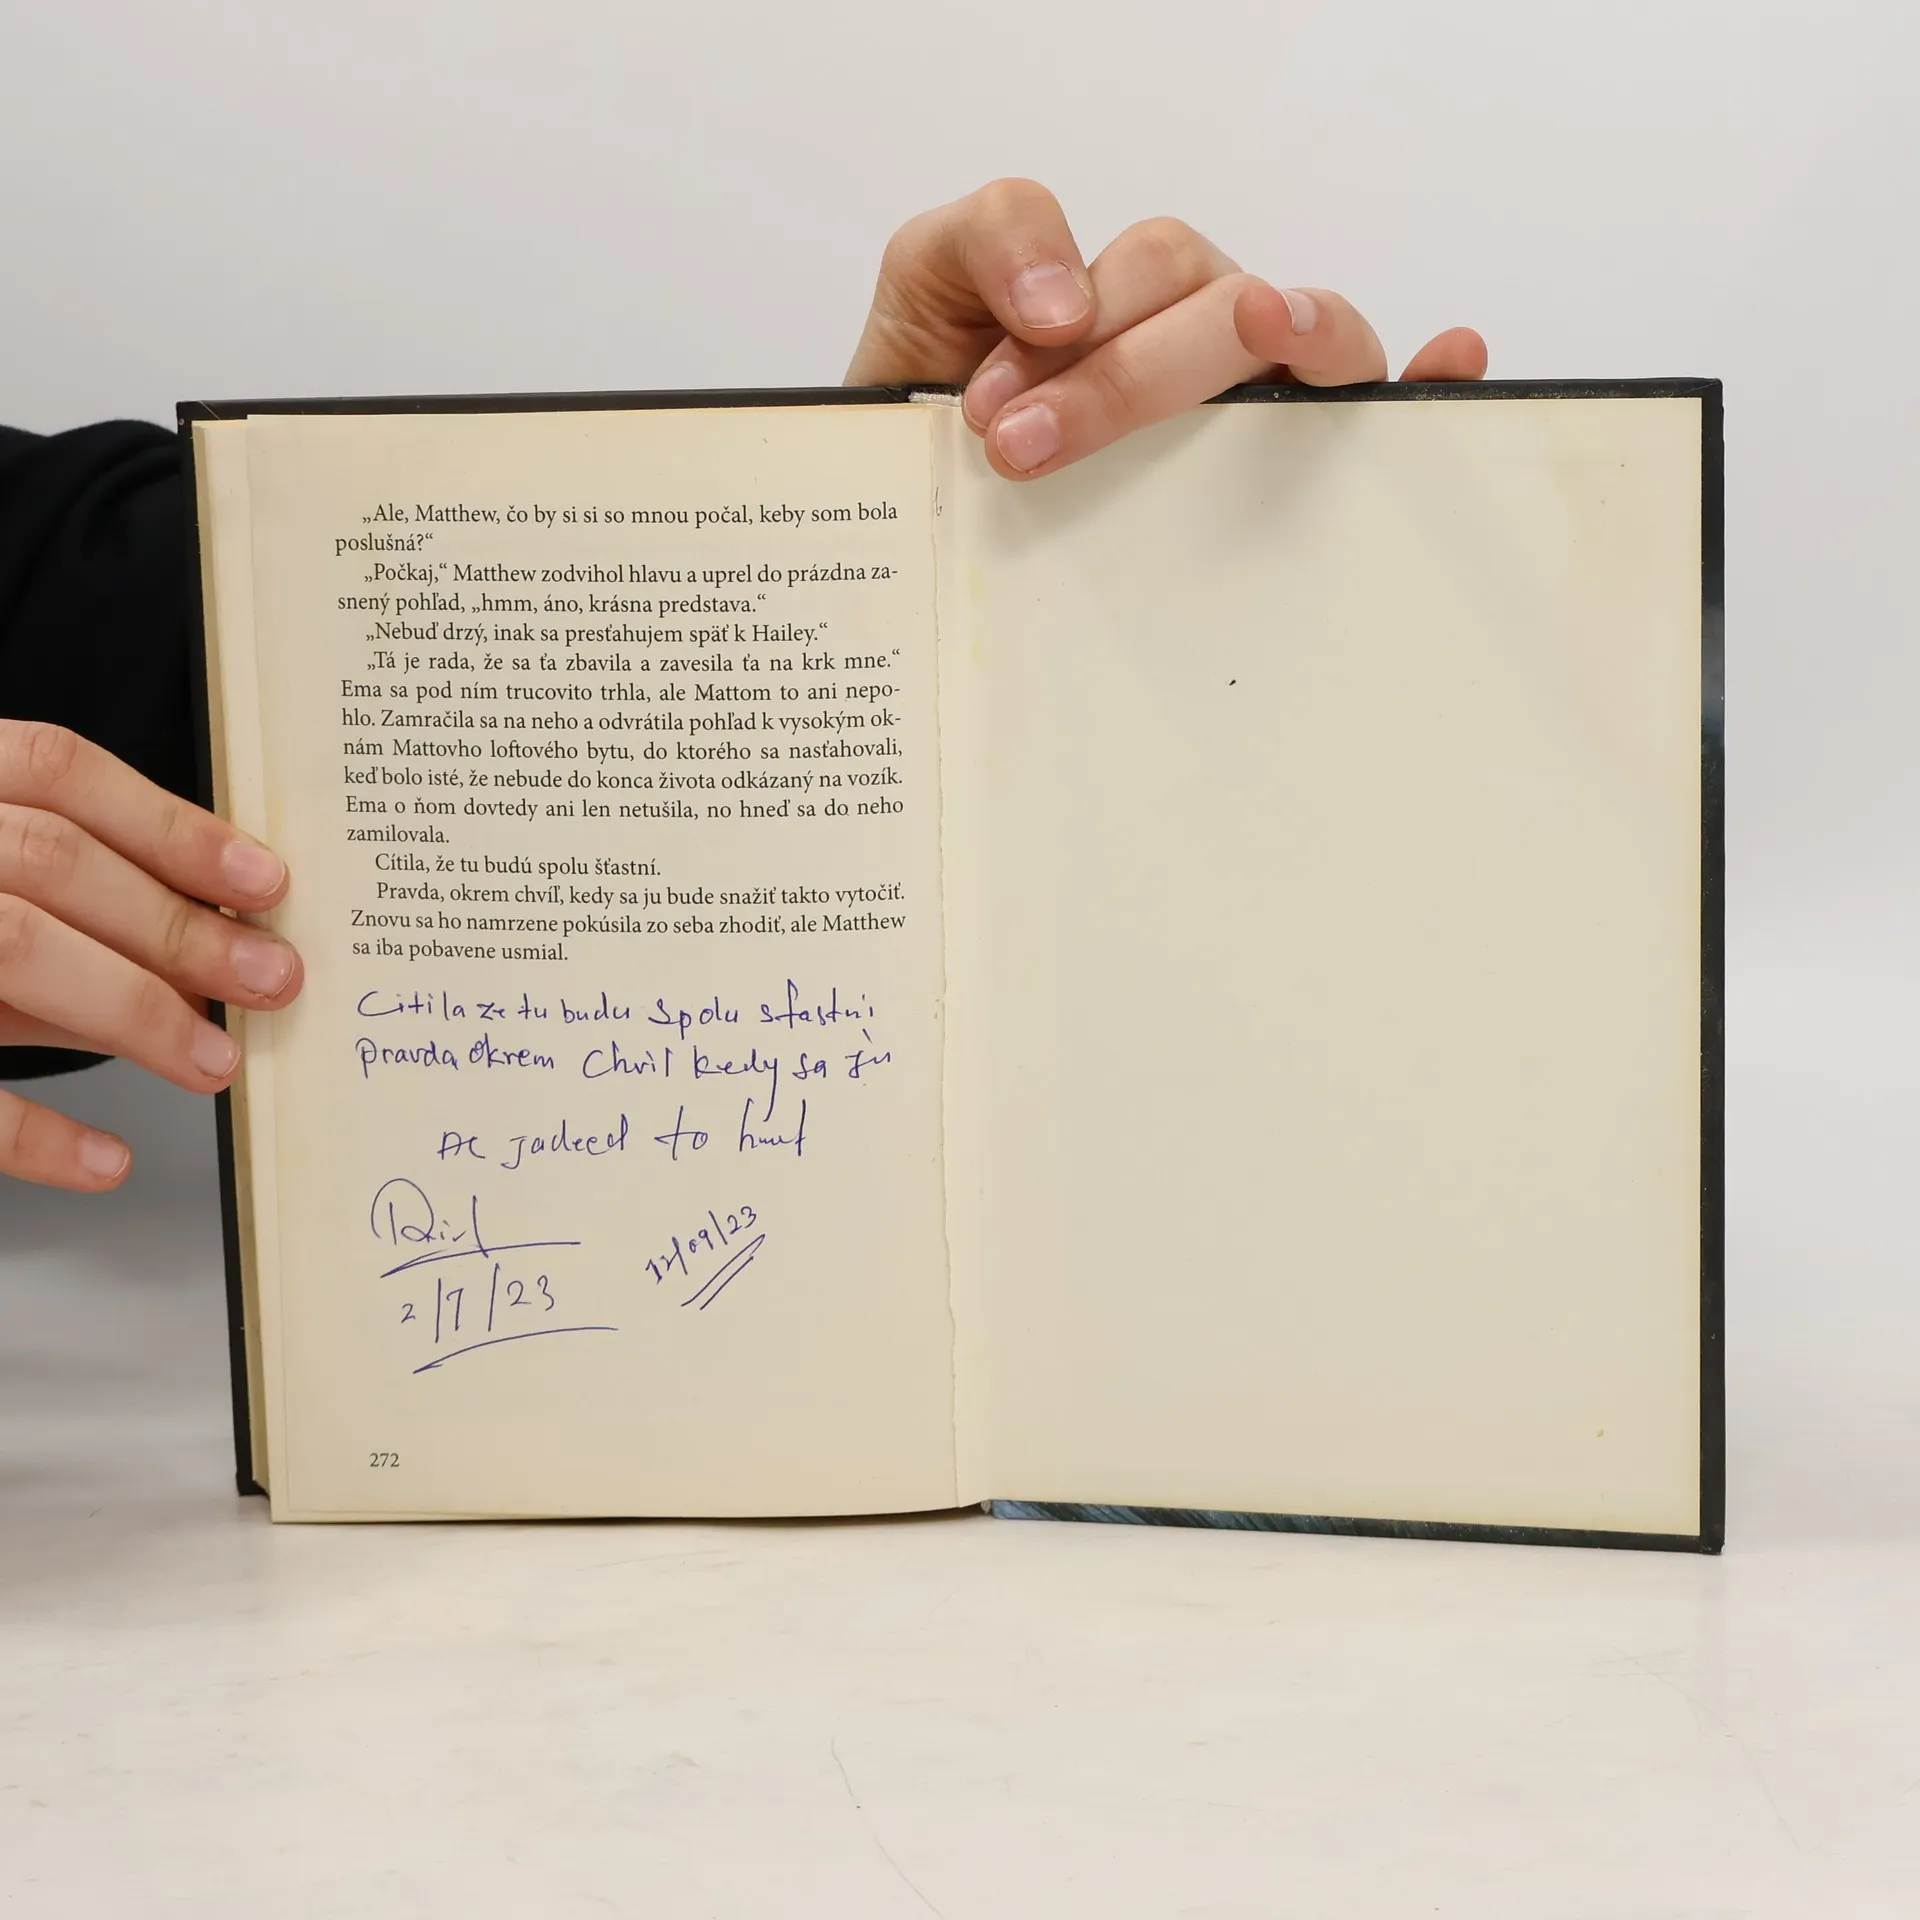 „Ale, Matthew, čo by si si so mnou počal, keby som bola
poslušná?“
„Počkaj,“ Matthew zodvihol hlavu a uprel do prázdna za-
snený pohľad, „hmm, áno, krásna predstava.“
„Nebuď drzý, inak sa presťahujem späť k Hailey.“
„Tá je rada, že sa ťa zbavila a zavesila ťa na krk mne.“
Ema sa pod ním trucovito trhla, ale Mattom to ani nepo-
hlo. Zamračila sa na neho a odvrátila pohľad k vysokým ok-
nám Mattovho loftového bytu, do ktorého sa nasťahovali,
keď bolo isté, že nebude do konca života odkázaný na vozík.
Ema o ňom dovtedy ani len netušila, no hneď sa do neho
zamilovala.
Cítila, že tu budú spolu šťastní.
Pravda, okrem chvíľ, kedy sa ju bude snažiť takto vytočiť.
Znovu sa ho namrzene pokúsila zo seba zhodiť, ale Matthew
sa iba pobavene usmial.
Citila ze tu budu spolu sfastni
Pravda okrem Chvil kedy sa ju
to
2/7/23
12/09/23
272